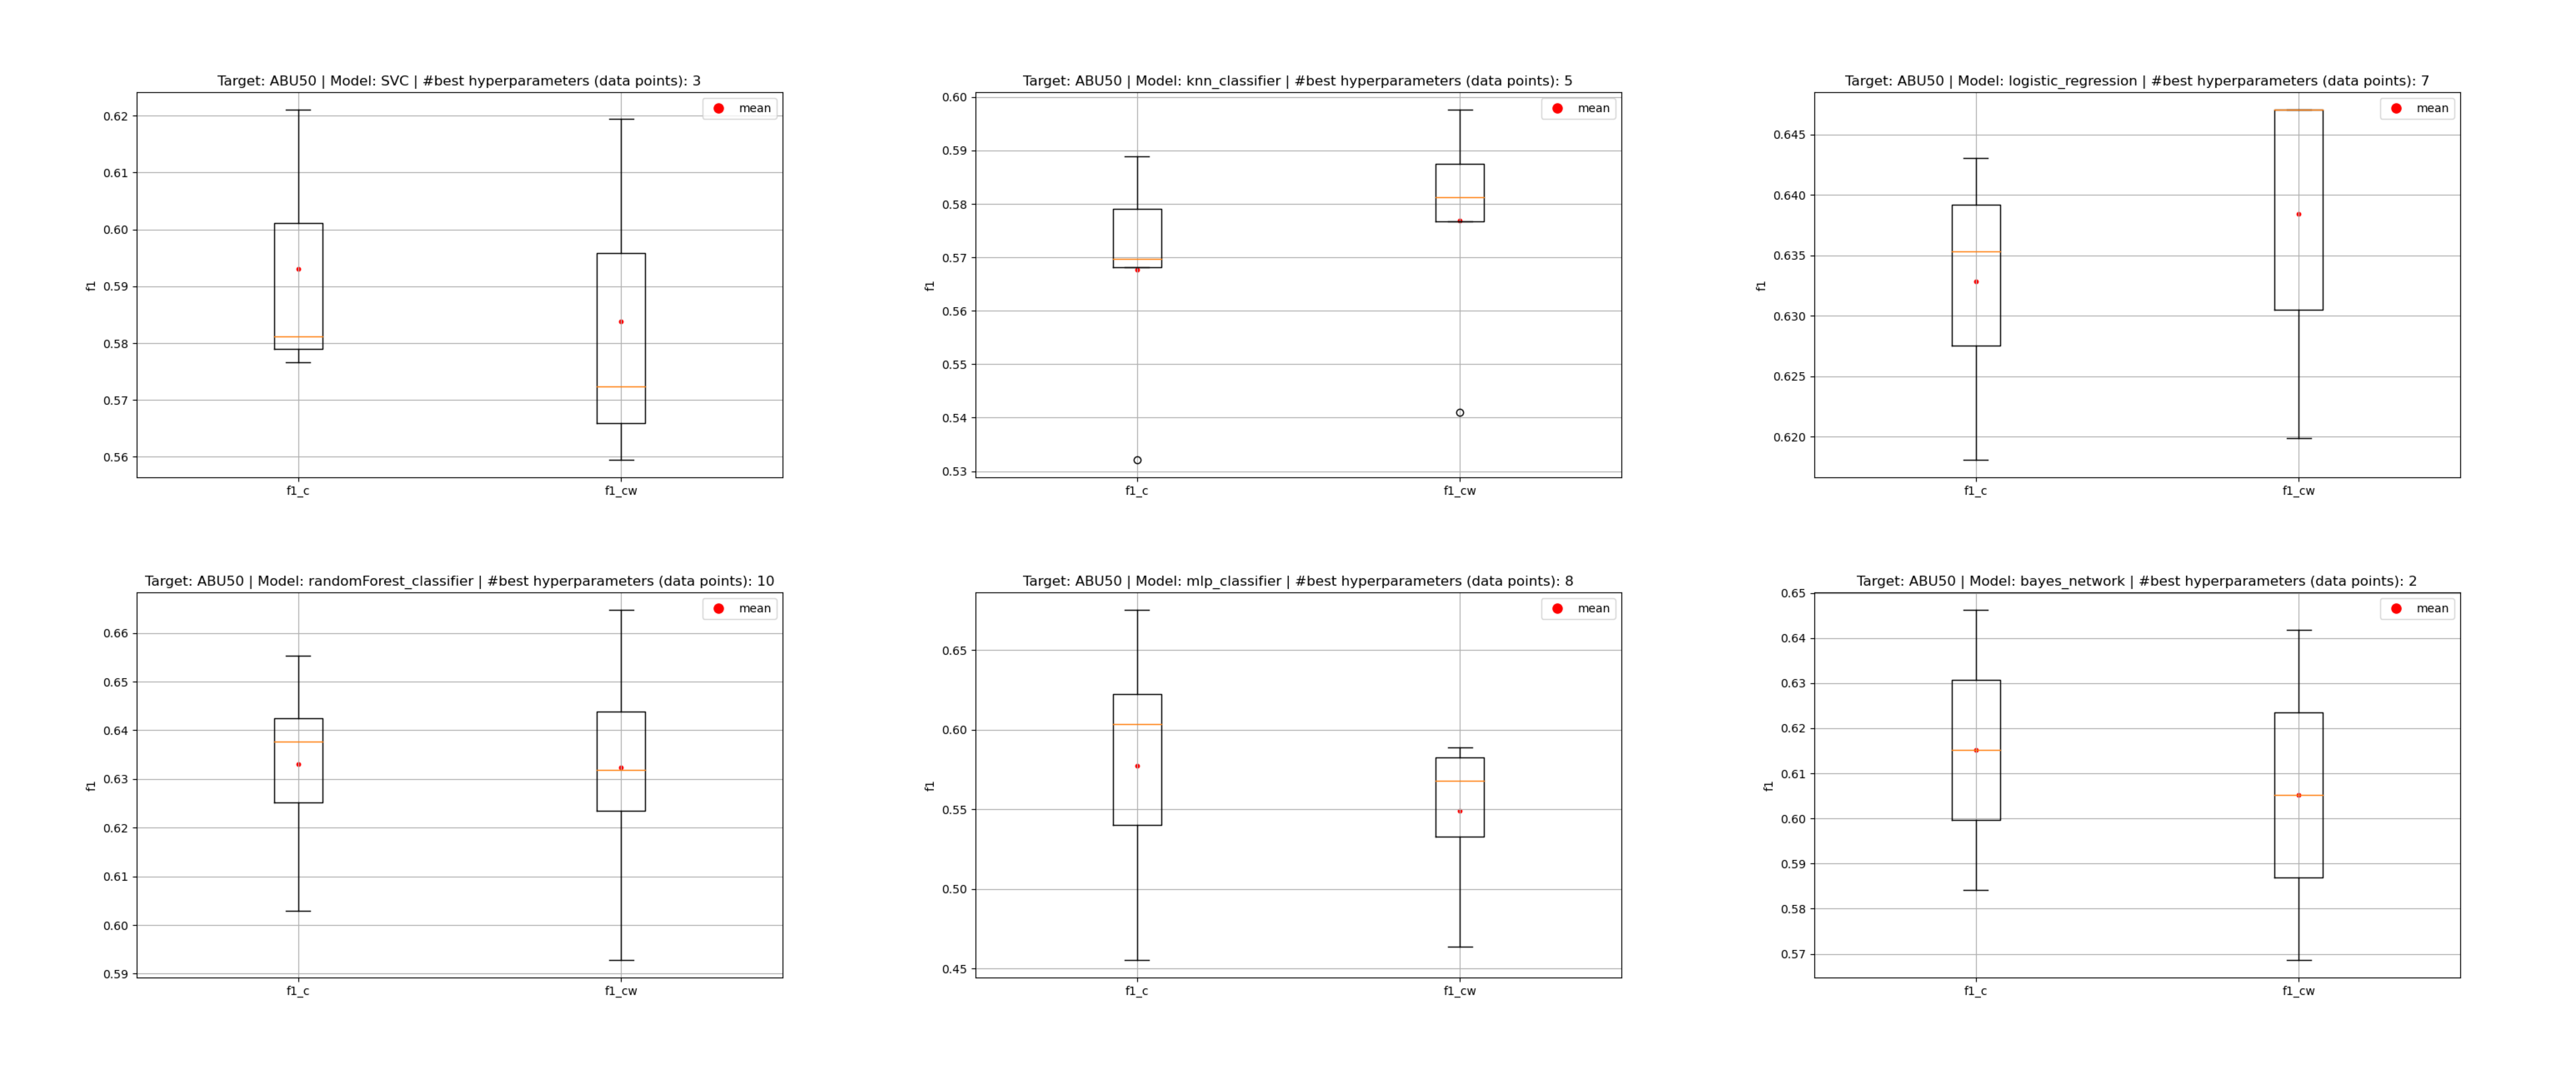 Target: ABU50 | Model: SVC | #best hyperparameters (data points): 3
mean
0.62
0.61
0.60
0.59
0.58
0.57
0.56
f1
f1_c
f1_cw
Target: ABU50 | Model: knn_classifier | #best hyperparameters (data points): 5
mean
0.60
0.59
0.58
0.57
0.56
0.55
0.54
0.53
f1
f1_c
f1_cw
Target: ABU50 | Model: logistic_regression | #best hyperparameters (data points): 7
mean
0.645
0.640
0.635
0.630
0.625
0.620
f1
f1_c
f1_cw
Target: ABU50 | Model: randomForest_classifier | #best hyperparameters (data points): 10
mean
0.66
0.65
0.64
0.63
0.62
0.61
0.60
0.59
f1
f1_c
f1_cw
Target: ABU50 | Model: mlp_classifier | #best hyperparameters (data points): 8
mean
0.65
0.60
0.55
0.50
0.45
f1
f1_c
f1_cw
Target: ABU50 | Model: bayes_network | #best hyperparameters (data points): 2
mean
0.65
0.64
0.63
0.62
0.61
0.60
0.59
0.58
0.57
f1
f1_c
f1_cw